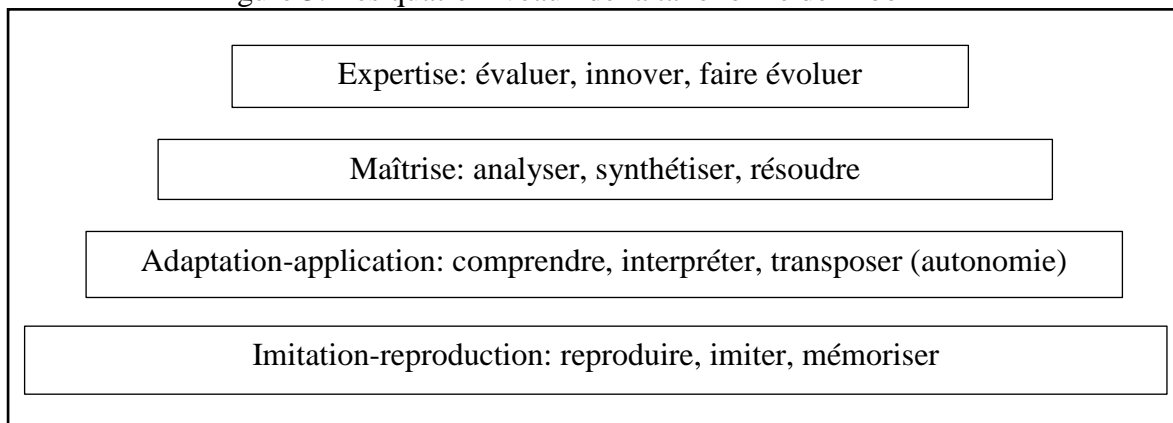 Expertise: évaluer, innover, faire évoluer
Maîtrise: analyser, synthétiser, résoudre
Adaptation-application: comprendre, interpréter, transposer (autonomie)
Imitation-reproduction: reproduire, imiter, mémoriser